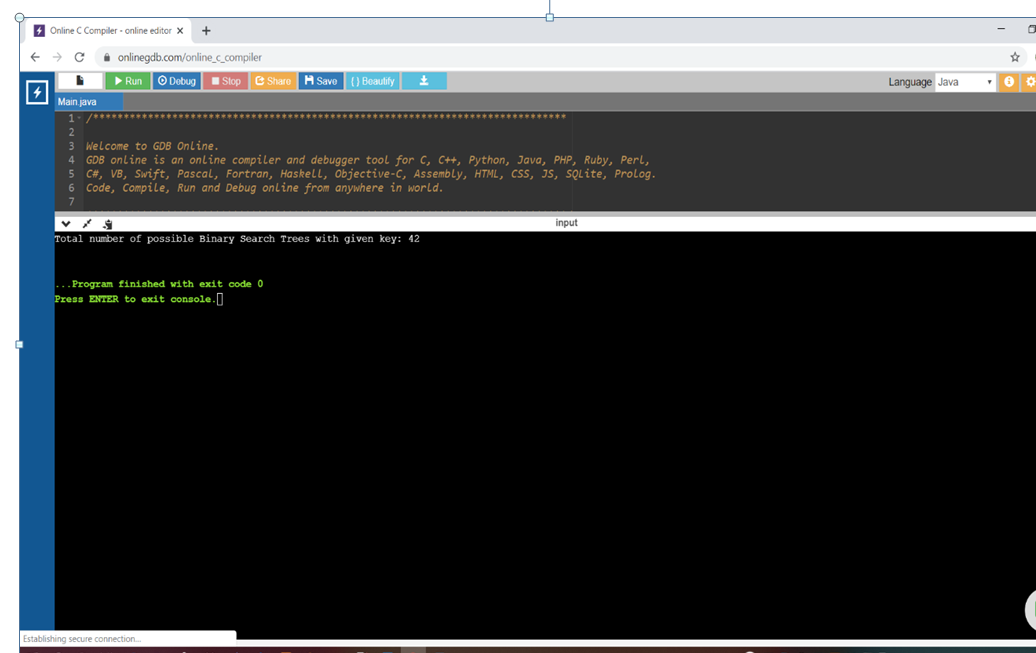 Online C Compiler - online editor
onlinegdb.com/online_c_compiler
Run Debug Stop Share Save { } Beautify Language Java
Main.java
1 /******************************************************************************
2
3 Welcome to GDB Online.
4 GDB online is an online compiler and debugger tool for C, C++, Python, Java, PHP, Ruby, Perl,
5 C#, VB, Swift, Pascal, Fortran, Haskell, Objective-C, Assembly, HTML, CSS, JS, SQLite, Prolog.
6 Code, Compile, Run and Debug online from anywhere in world.
7
input
Total number of possible Binary Search Trees with given key: 42
...Program finished with exit code 0
Press ENTER to exit console.
Establishing secure connection...